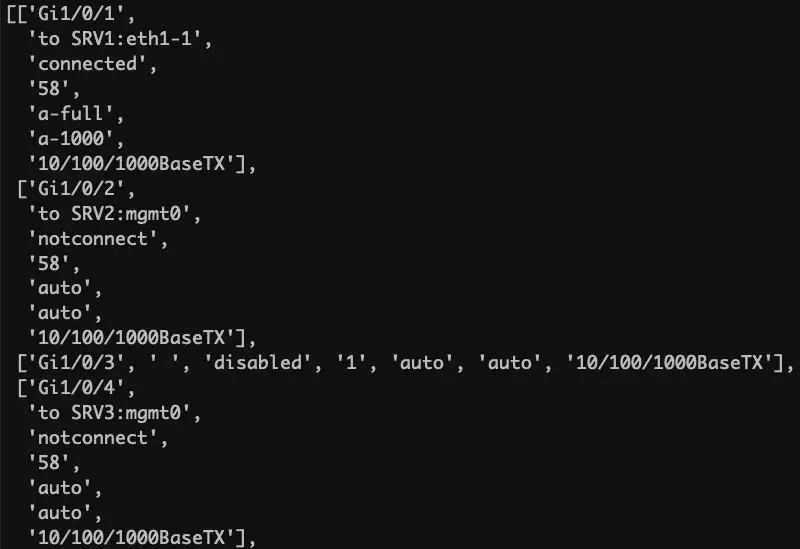 [['Gi1/0/1',
'to SRV1:eth1-1',
'connected',
'58',
'a-full',
'a-1000',
'10/100/1000BaseTX'],
['Gi1/0/2',
'to SRV2:mgmt0',
'notconnect',
'58',
'auto',
'auto',
'10/100/1000BaseTX'],
['Gi1/0/3', ' ', 'disabled', '1', 'auto', 'auto', '10/100/1000BaseTX'],
['Gi1/0/4',
'to SRV3:mgmt0',
'notconnect',
'58',
'auto',
'auto',
'10/100/1000BaseTX'],